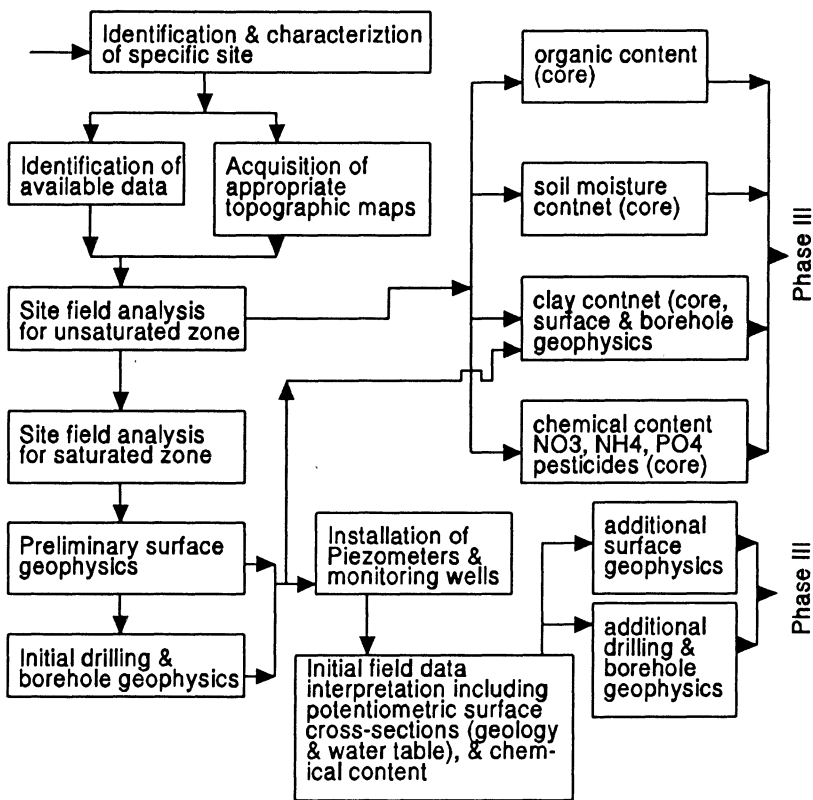 Identification & characteriztion
of specific site
Identification of
available data
Acquisition of
appropriate
topographic maps
Site field analysis
for unsaturated zone
Site field analysis
for saturated zone
Preliminary surface
geophysics
Initial drilling &
borehole geophysics
Installation of
Piezometers &
monitoring wells
Initial field data
interpretation including
potentiometric surface
cross-sections (geology
& water table), & chem-
ical content
organic content
(core)
soil moisture
contnet (core)
clay contnet (core,
surface & borehole
geophysics
chemical content
NO3, NH4, PO4
pesticides (core)
Phase III
additional
surface
geophysics
additional
drilling &
borehole
geophysics
Phase III